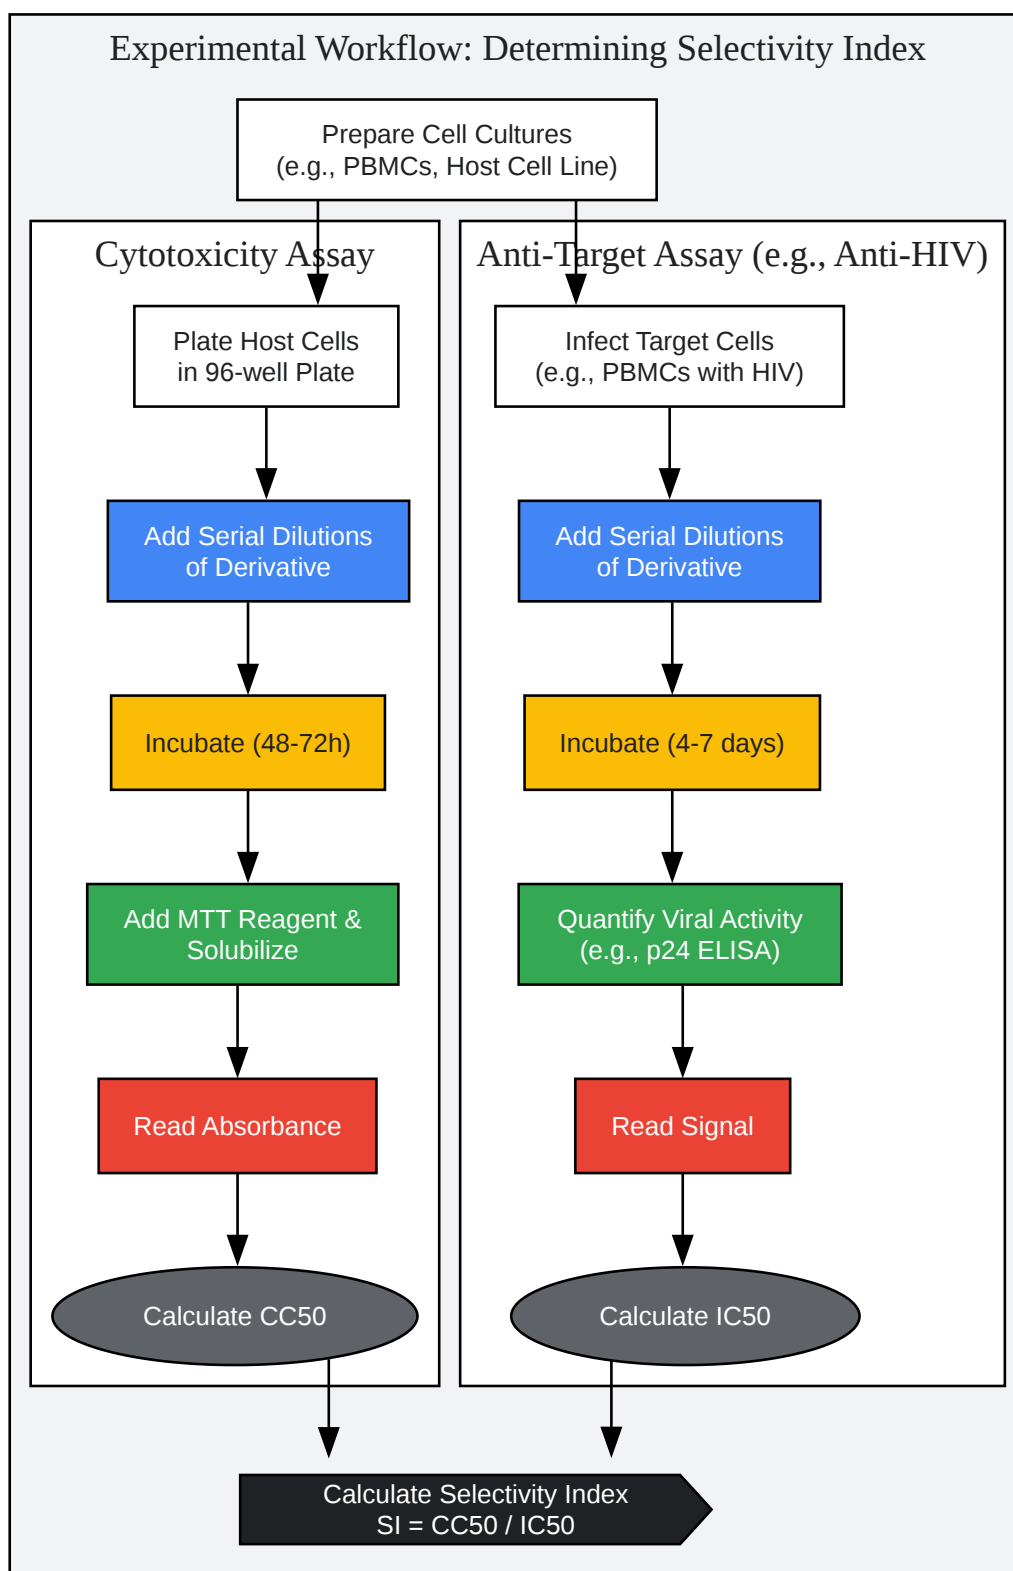 Experimental Workflow: Determining Selectivity Index
Prepare Cell Cultures
(e.g., PBMCs, Host Cell Line)
Cytotoxicity Assay
Plate Host Cells
in 96-well Plate
Add Serial Dilutions
of Derivative
Incubate (48-72h)
Add MTT Reagent &
Solubilize
Read Absorbance
Calculate CC50
Anti-Target Assay (e.g., Anti-HIV)
Infect Target Cells
(e.g., PBMCs with HIV)
Add Serial Dilutions
of Derivative
Incubate (4-7 days)
Quantify Viral Activity
(e.g., p24 ELISA)
Read Signal
Calculate IC50
Calculate Selectivity Index
SI = CC50 / IC50